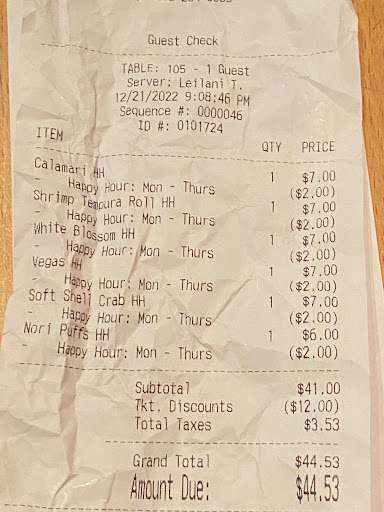 Guest Check
TABLE: 105 - 1 Guest
Server: Leilani T.
12/21/2022 9:08:46 PM
Sequence #: 0000046
ID #: 0101724
ITEM QTY PRICE
Calamari HH 1 $7.00
- Happy Hour: Mon - Thurs ($2.00)
Shrimp Tempura Roll HH 1 $7.00
- Happy Hour: Mon - Thurs ($2.00)
White Blossom HH 1 $7.00
- Happy Hour: Mon - Thurs ($2.00)
Vegas HH 1 $7.00
- Happy Hour: Mon - Thurs ($2.00)
Soft Shell Crab HH 1 $7.00
- Happy Hour: Mon - Thurs ($2.00)
Nori Puffs HH 1 $6.00
- Happy Hour: Mon - Thurs ($2.00)
Subtotal $41.00
Tkt. Discounts ($12.00)
Total Taxes $3.53
Grand Total $44.53
Amount Due: $44.53